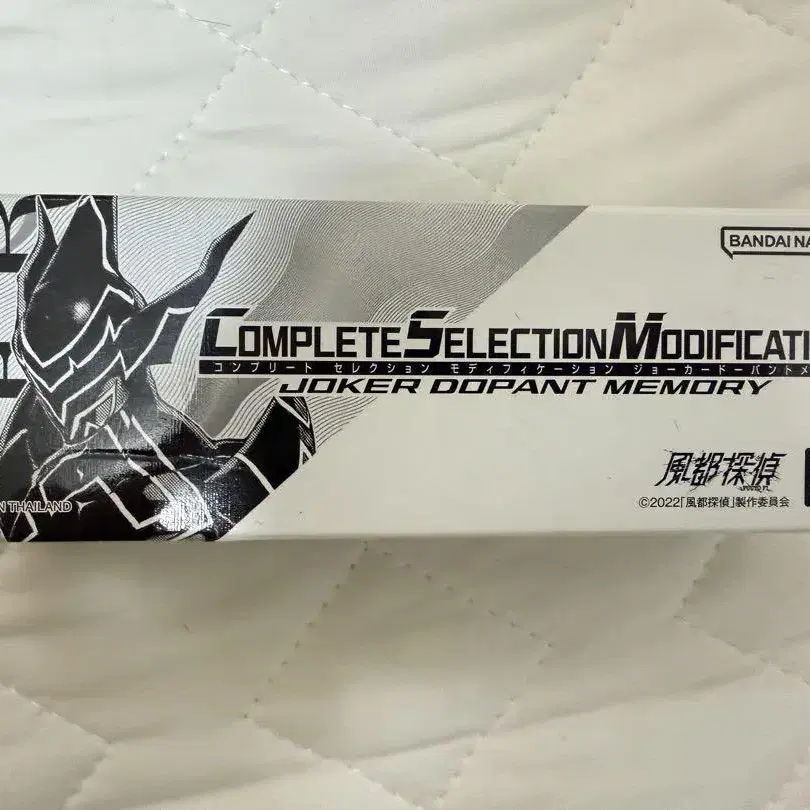 BANDAI NA
COMPLETE SELECTION MODIFICATI
コンプリート セレクション モディフィケーション ジョーカードーパントメ
JOKER DOPANT MEMORY
風都探偵
©2022「風都探偵」製作委員会
N THAILAND